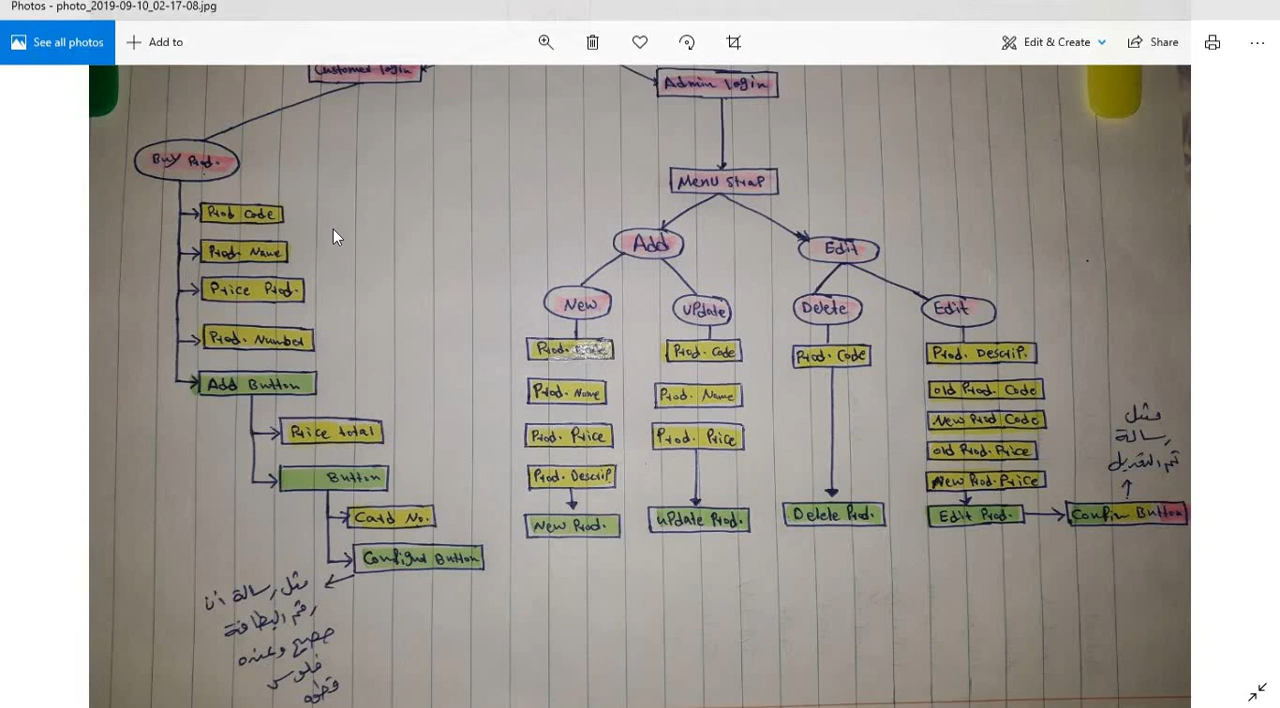 Photos - photo_2019-09-10_02-17-08.jpg
See all photos
Add to
Edit & Create
Share
Customer login
Admin login
Buy Prod.
Menu Strap
Prod Code
Prod. Name
Price Prod.
Prod. Number
Add Button
Price total
Button
Card No.
Configur Button
مثل رسالة ان
رقم البطاقة
صحيح وعنده
فلوس
Add
Edit
New
Update
Delete
Edit
Prod.
Prod. Name
Prod. Price
Prod. Descrip
New Prod.
Prod. Code
Prod. Name
Prod. Price
Update Prod.
Prod. Code
Delete Prod.
Prod. Descrip.
old Prod. Code
New Prod Code
old Prod. Price
New Prod. Price
Edit Prod.
Confirm Button
مثل
رسالة
تم التعديل